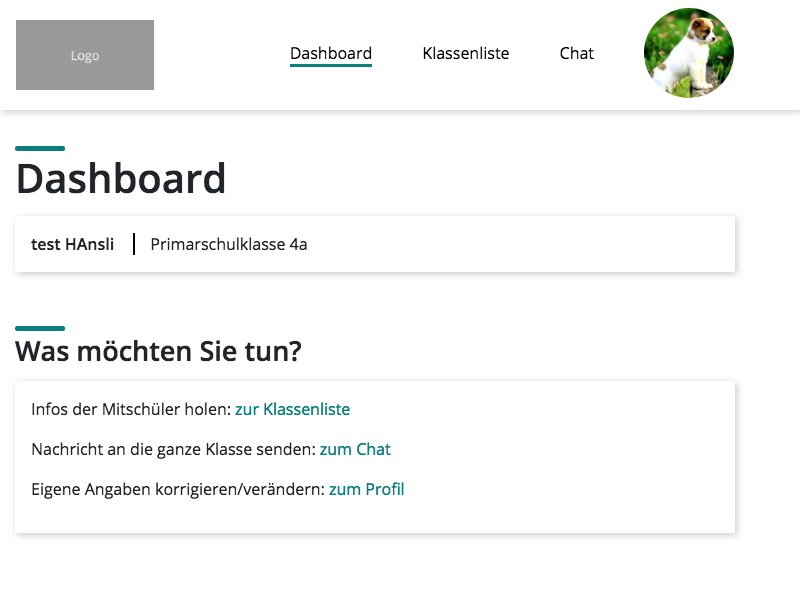 Logo
Dashboard
Klassenliste
Chat
Dashboard
test HAnsli
Primarschulklasse 4a
Was möchten Sie tun?
Infos der Mitschüler holen: zur Klassenliste
Nachricht an die ganze Klasse senden: zum Chat
Eigene Angaben korrigieren/verändern: zum Profil